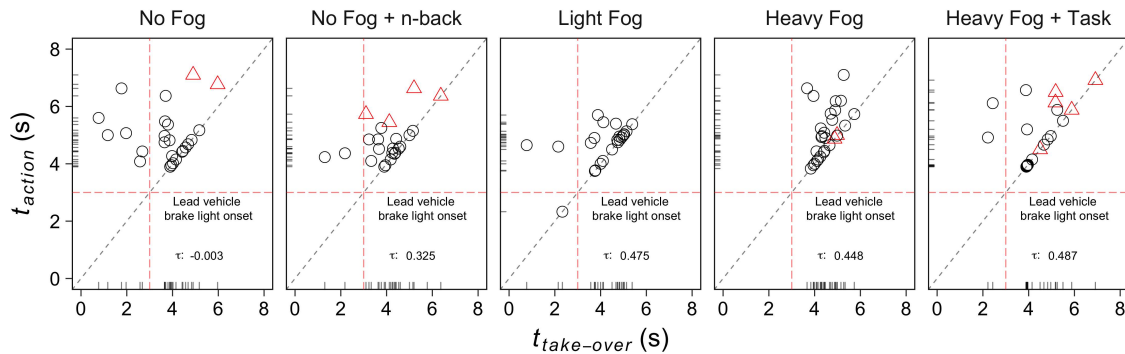 No Fog
No Fog + n-back
Light Fog
Heavy Fog
Heavy Fog + Task
8
6
4
2
0
t_action (s)
Lead vehicle
brake light onset
τ: -0.003
Lead vehicle
brake light onset
τ: 0.325
Lead vehicle
brake light onset
τ: 0.475
Lead vehicle
brake light onset
τ: 0.448
Lead vehicle
brake light onset
τ: 0.487
0 2 4 6 8
0 2 4 6 8
0 2 4 6 8
0 2 4 6 8
0 2 4 6 8
t_take−over (s)